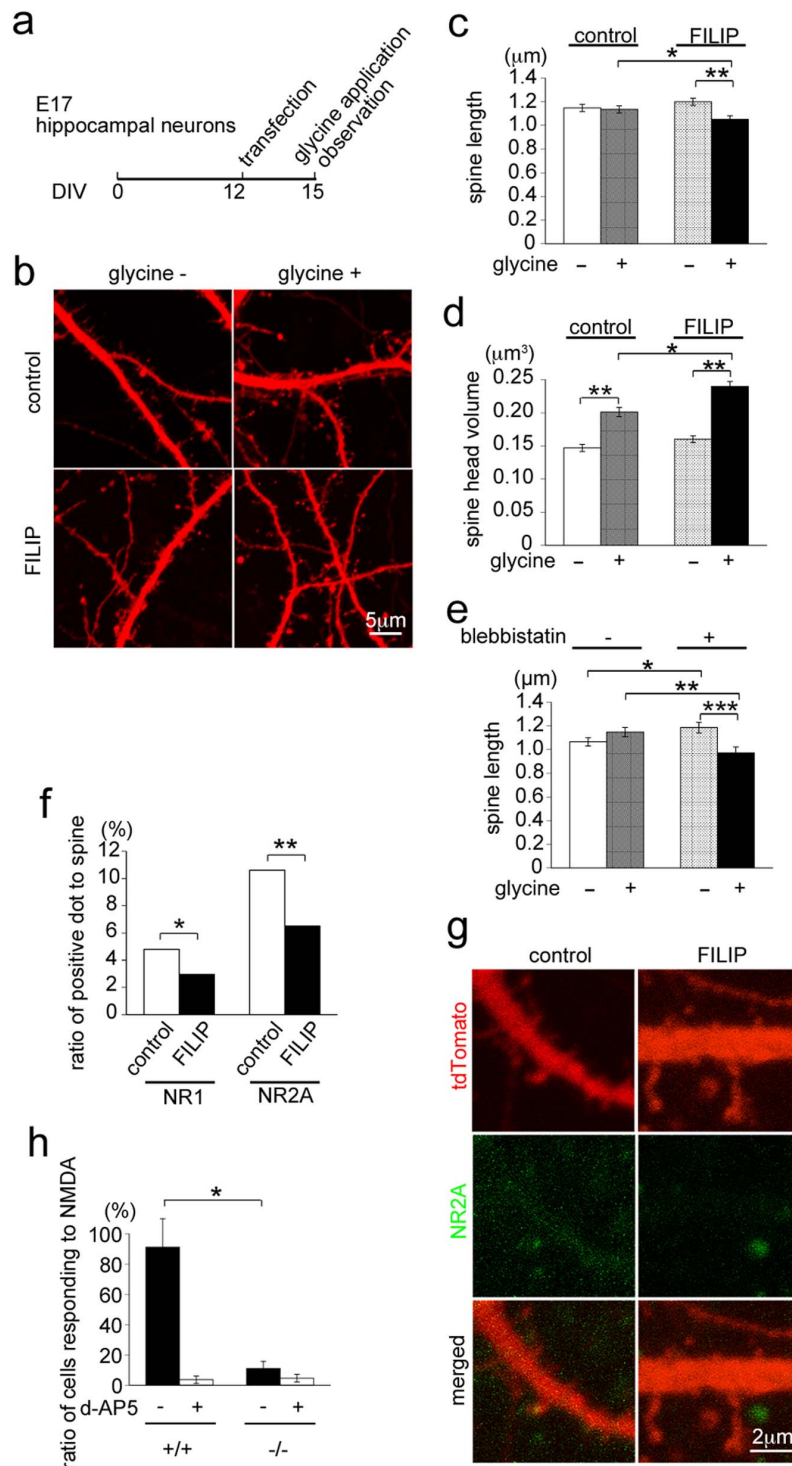 a
E17
hippocampal neurons
transfection
glycine application
observation
DIV 0 12 15
b
glycine - glycine +
control
FILIP
5μm
c
control FILIP
(μm)
* 
**
spine length
1.4
1.2
1.0
0.8
0.6
0.4
0.2
0
glycine – + – +
d
control FILIP
(μm³)
*
** **
spine head volume
0.25
0.20
0.15
0.10
0.05
0
glycine – + – +
e
blebbistatin - +
(μm)
*
**
***
spine length
1.4
1.2
1.0
0.8
0.6
0.4
0.2
0
glycine – + – +
f
(%)
* **
ratio of positive dot to spine
12
10
8
6
4
2
0
control FILIP control FILIP
NR1 NR2A
g
control FILIP
tdTomato
NR2A
merged
2μm
h
(%)
*
ratio of cells responding to NMDA
100
80
60
40
20
0
d-AP5 - + - +
+/+ -/-